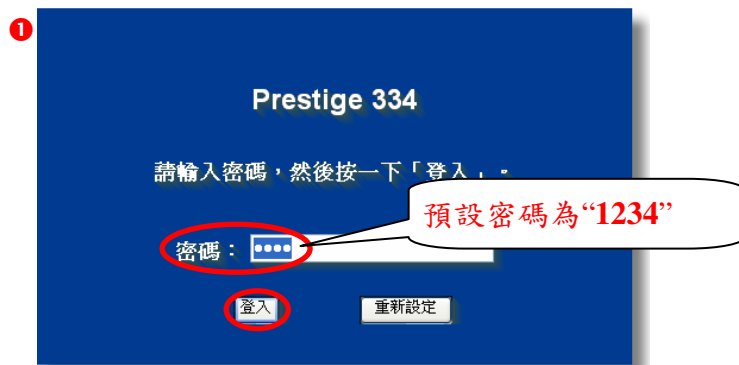 ❶
Prestige 334
請輸入密碼，然後按一下「登入」。
預設密碼為“1234”
密碼： ••••
登入 重新設定